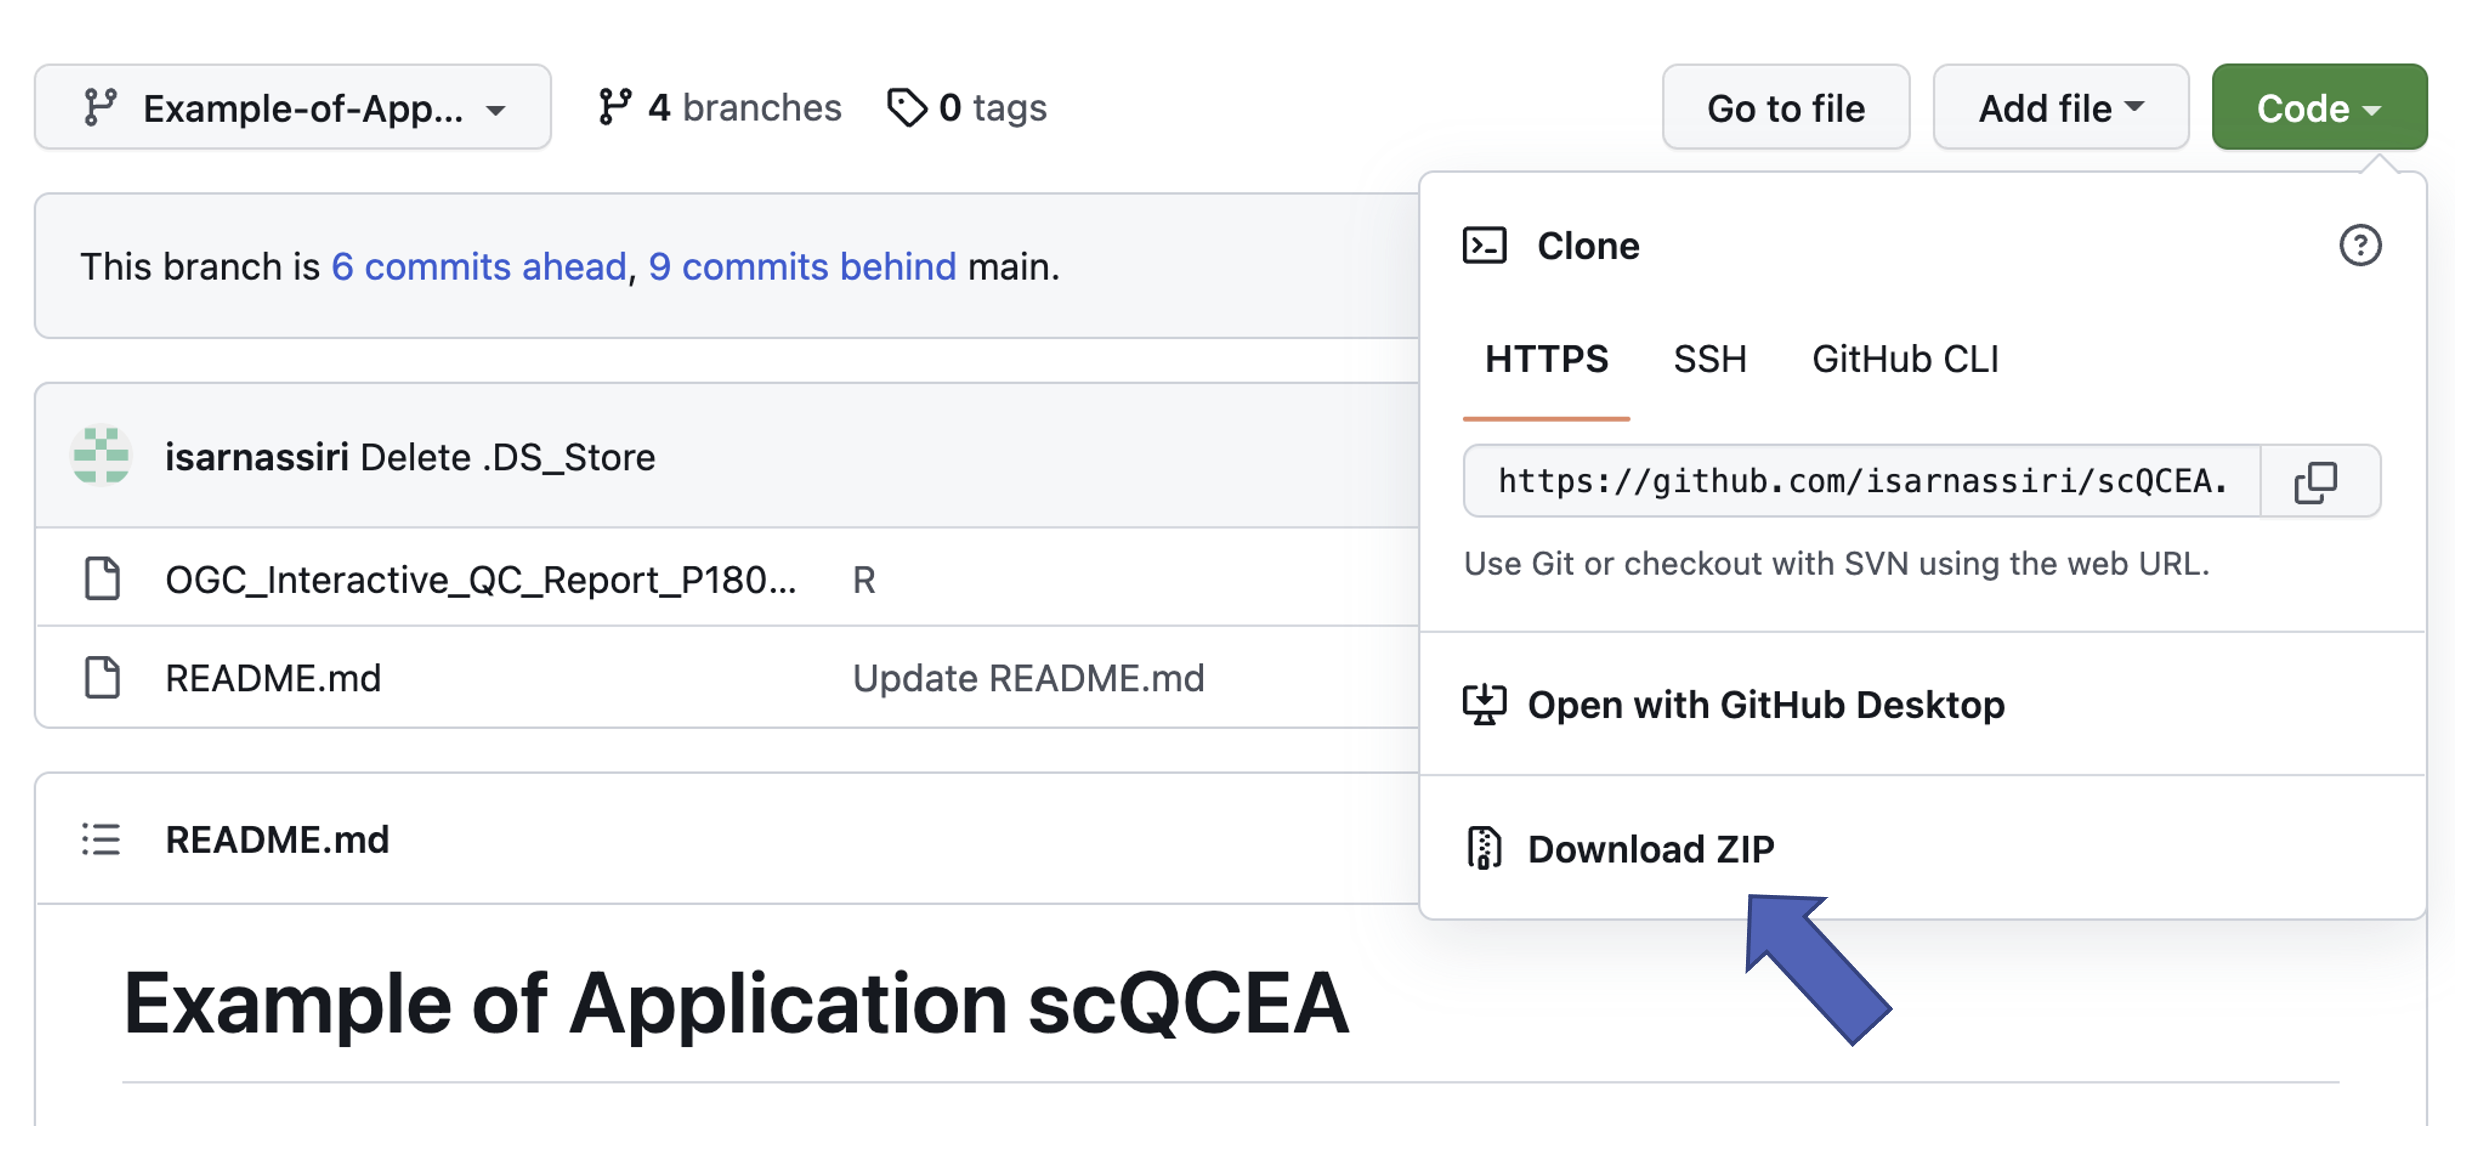 Example-of-App... 4 branches 0 tags Go to file Add file Code
This branch is 6 commits ahead, 9 commits behind main.
isarnassiri Delete .DS_Store
OGC_Interactive_QC_Report_P180... R
README.md Update README.md
README.md
Example of Application scQCEA
Clone
HTTPS SSH GitHub CLI
https://github.com/isarnassiri/scQCEA.
Use Git or checkout with SVN using the web URL.
Open with GitHub Desktop
Download ZIP